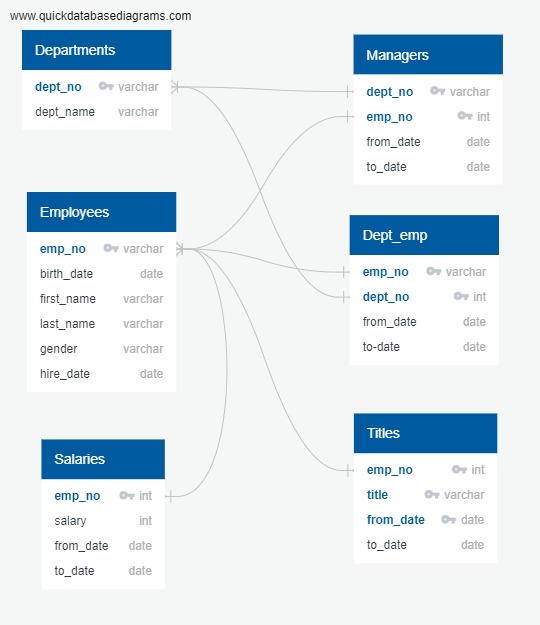 www.quickdatabasediagrams.com
Departments
dept_no varchar
dept_name varchar
Managers
dept_no varchar
emp_no int
from_date date
to_date date
Employees
emp_no varchar
birth_date date
first_name varchar
last_name varchar
gender varchar
hire_date date
Dept_emp
emp_no varchar
dept_no int
from_date date
to-date date
Salaries
emp_no int
salary int
from_date date
to_date date
Titles
emp_no int
title varchar
from_date date
to_date date